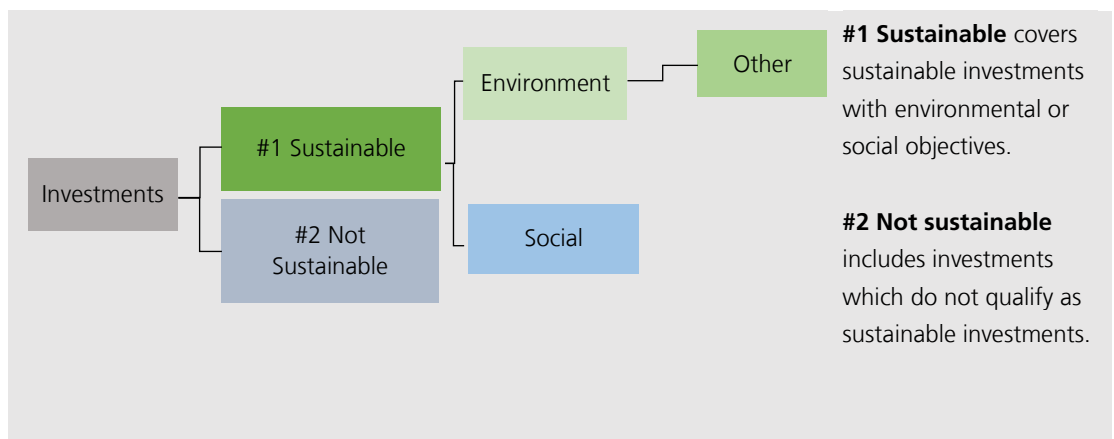 Investments
#1 Sustainable
#2 Not
Sustainable
Environment
Social
Other
#1 Sustainable covers
sustainable investments
with environmental or
social objectives.
#2 Not sustainable
includes investments
which do not qualify as
sustainable investments.